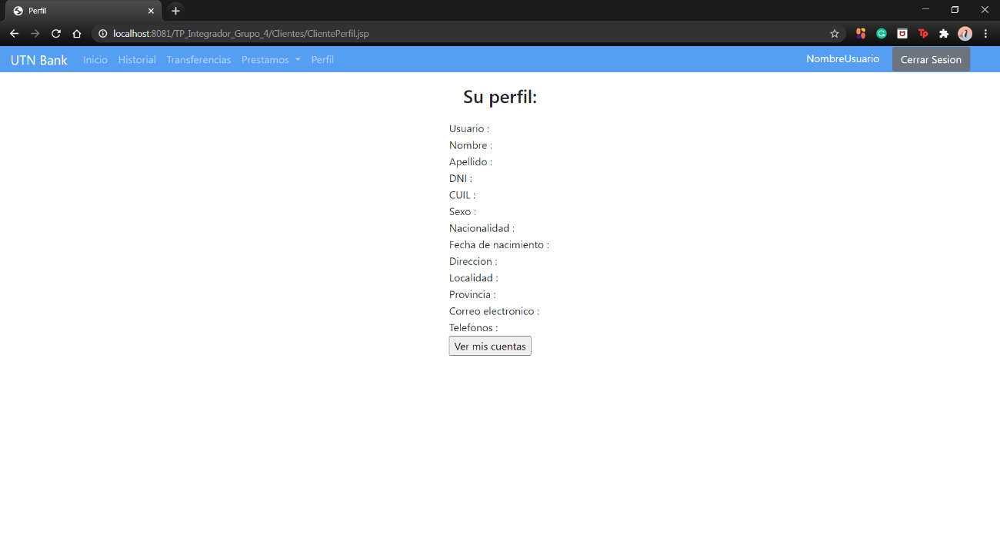 Perfil
localhost:8081/TP_Integrador_Grupo_4/Clientes/ClientePerfil.jsp
Tp
UTN Bank Inicio Historial Transferencias Prestamos Perfil NombreUsuario Cerrar Sesion
Su perfil:
Usuario :
Nombre :
Apellido :
DNI :
CUIL :
Sexo :
Nacionalidad :
Fecha de nacimiento :
Direccion :
Localidad :
Provincia :
Correo electronico :
Telefonos :
Ver mis cuentas